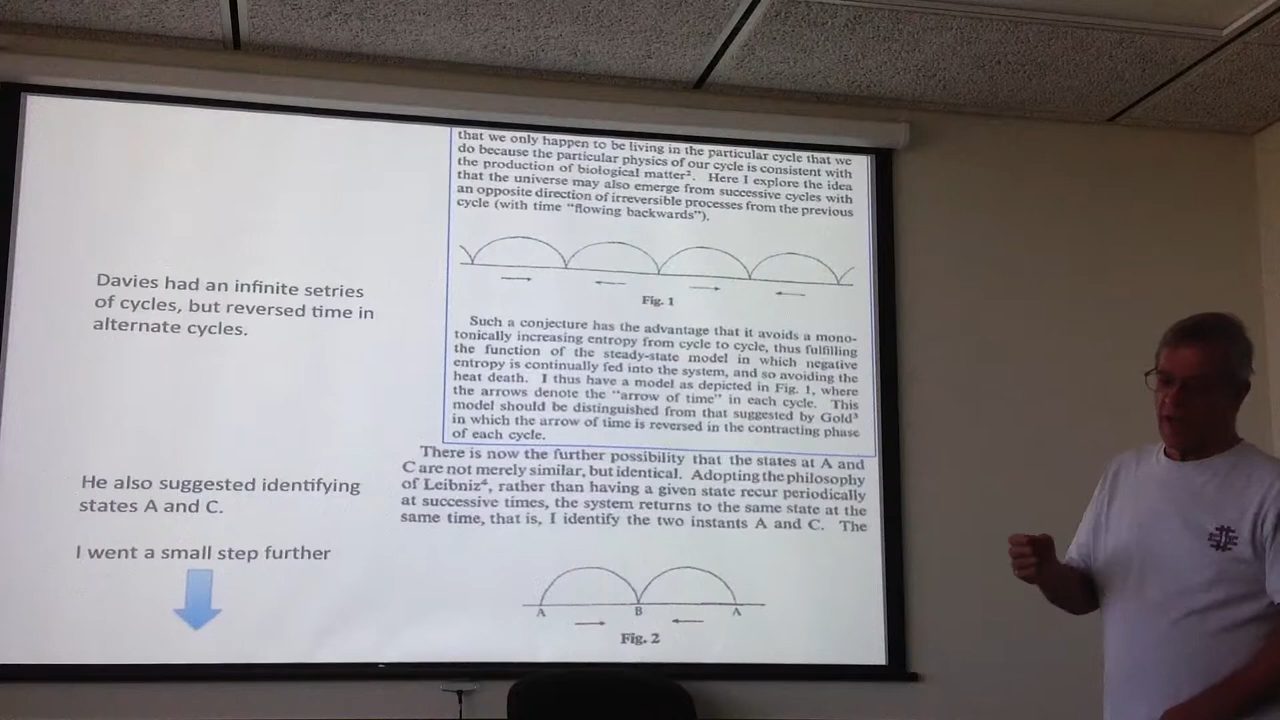 that we only happen to be living in the particular cycle that we
do because the particular physics of our cycle is consistent with
the production of biological matter². Here I explore the idea
that the universe may also emerge from successive cycles with
an opposite direction of irreversible processes from the previous
cycle (with time "flowing backwards").
Fig. 1
Davies had an infinite setries
of cycles, but reversed time in
alternate cycles.
Such a conjecture has the advantage that it avoids a mono-
tonically increasing entropy from cycle to cycle, thus fulfilling
the function of the steady-state model in which negative
entropy is continually fed into the system, and so avoiding the
heat death. I thus have a model as depicted in Fig. 1, where
the arrows denote the "arrow of time" in each cycle. This
model should be distinguished from that suggested by Gold³
in which the arrow of time is reversed in the contracting phase
of each cycle.
There is now the further possibility that the states at A and
C are not merely similar, but identical. Adopting the philosophy
of Leibniz⁴, rather than having a given state recur periodically
at successive times, the system returns to the same state at the
same time, that is, I identify the two instants A and C. The
He also suggested identifying
states A and C.
I went a small step further
A B A
Fig. 2